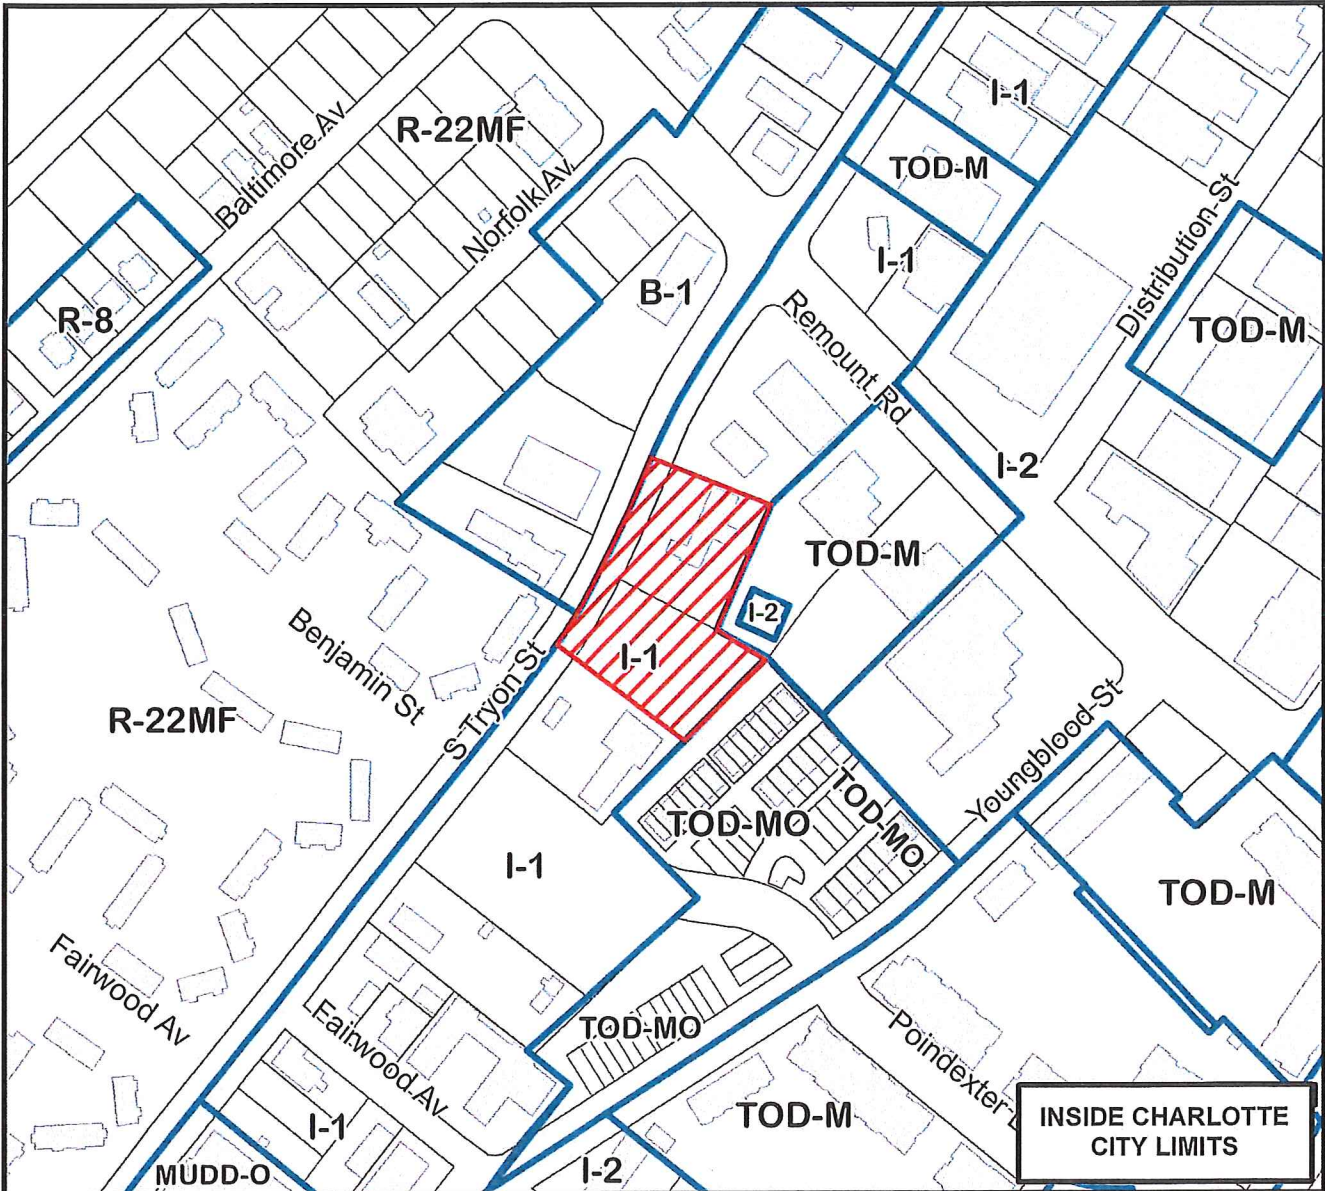 I-1
R-22MF
Baltimore Av
TOD-M
Norfolk Av
Distribution St
I-1
B-1
R-8
TOD-M
Remount Rd
I-2
TOD-M
I-2
Benjamin St
I-1
S Tryon St
R-22MF
Youngblood St
TOD-MO
TOD-MO
I-1
TOD-M
Fairwood Av
Fairwood Av
TOD-MO
Poindexter
TOD-M
I-1
INSIDE CHARLOTTE
CITY LIMITS
MUDD-O
I-2